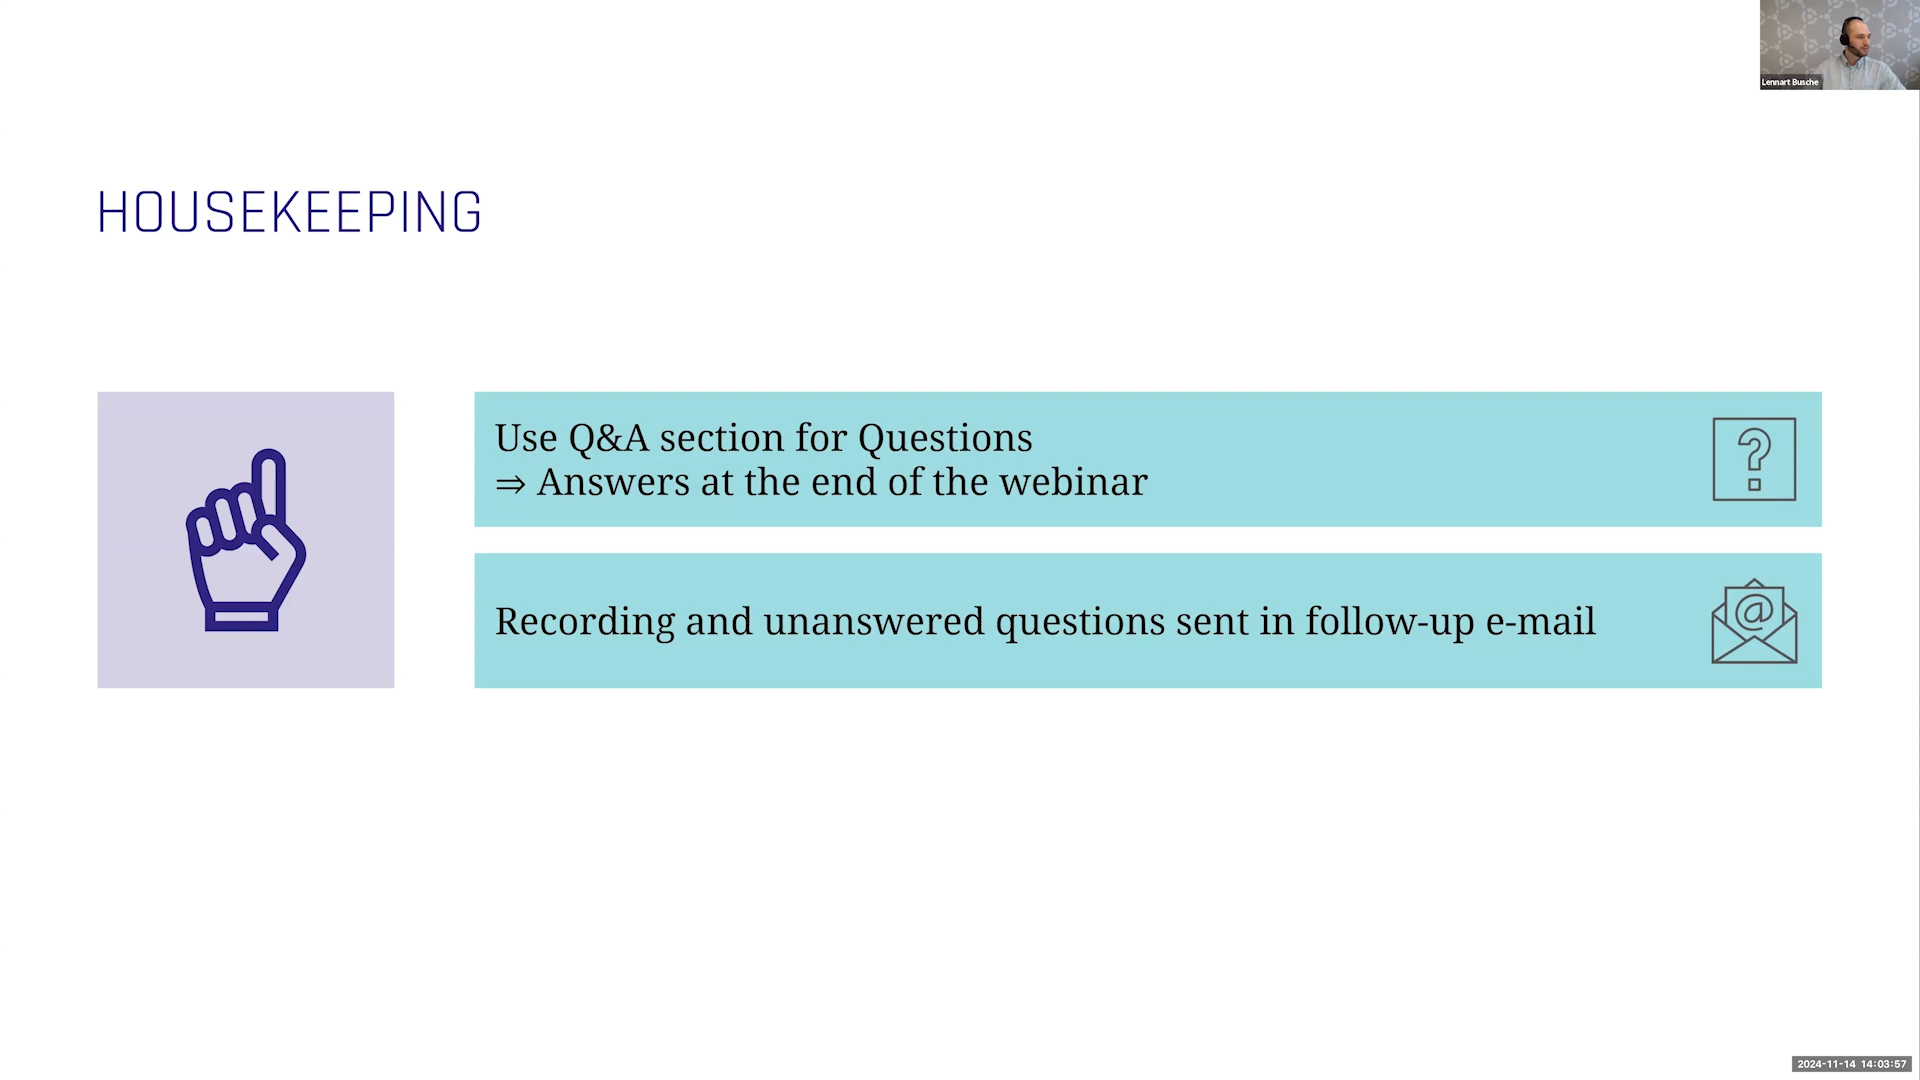 Lennart Busche
HOUSEKEEPING
Use Q&A section for Questions
⇒ Answers at the end of the webinar
?
Recording and unanswered questions sent in follow-up e-mail
@
2024-11-14 14:03:57